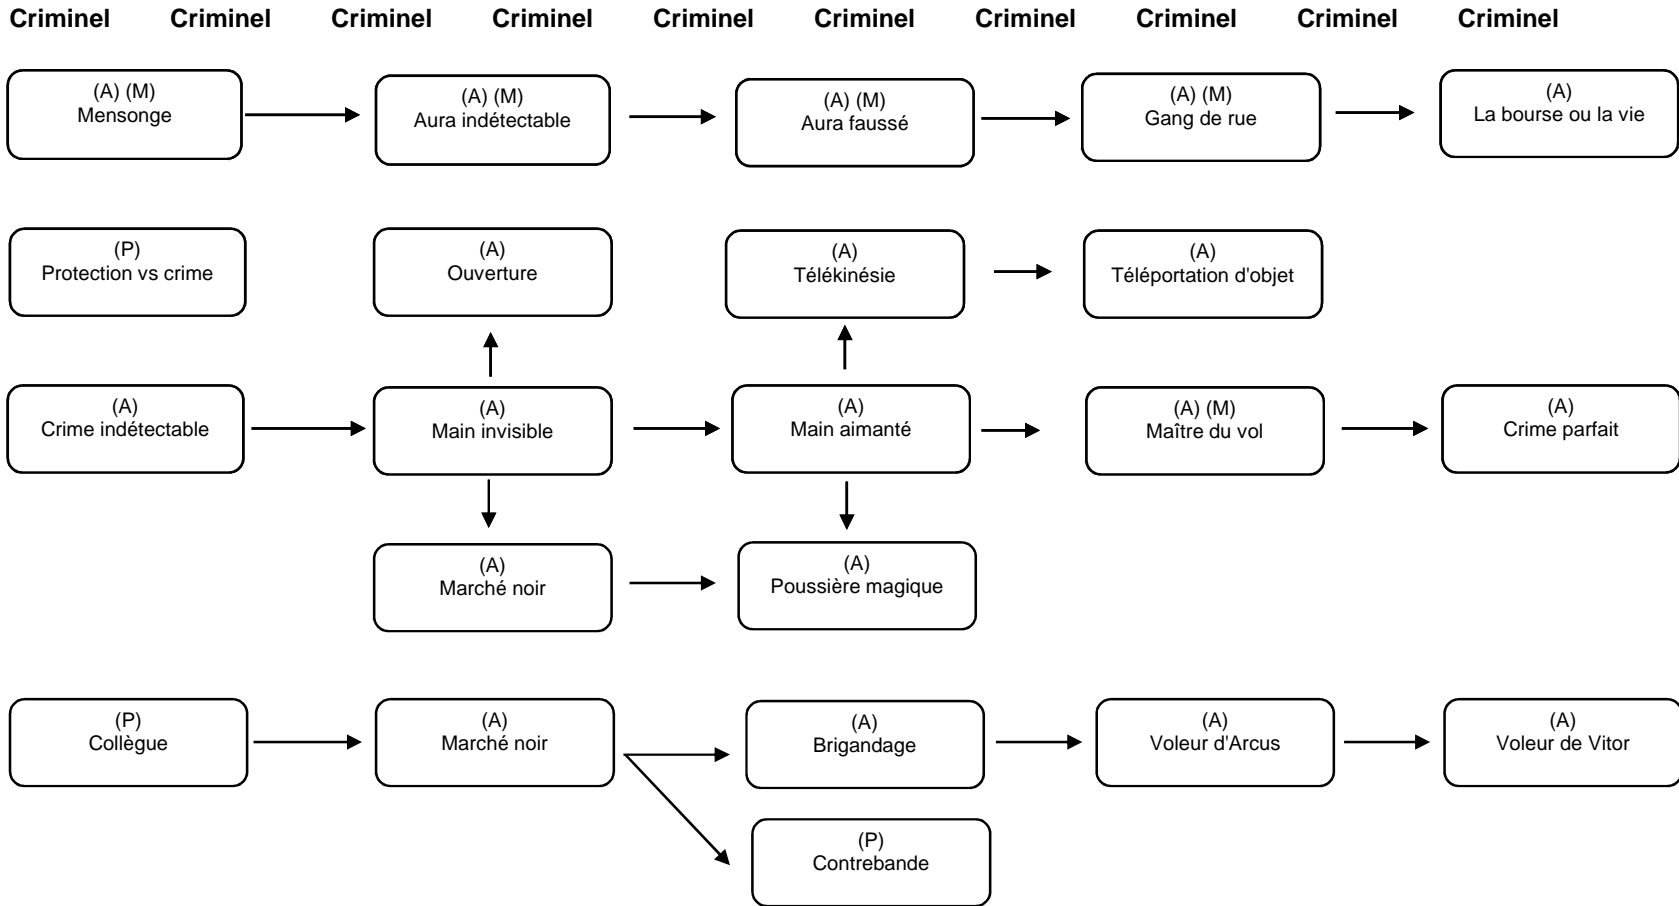 Criminel Criminel Criminel Criminel Criminel Criminel Criminel Criminel Criminel Criminel
(A) (M)
Mensonge
(A) (M)
Aura indétectable
(A) (M)
Aura faussé
(A) (M)
Gang de rue
(A)
La bourse ou la vie
(P)
Protection vs crime
(A)
Ouverture
(A)
Télékinésie
(A)
Téléportation d'objet
(A)
Crime indétectable
(A)
Main invisible
(A)
Main aimanté
(A) (M)
Maître du vol
(A)
Crime parfait
(A)
Marché noir
(A)
Poussière magique
(P)
Collègue
(A)
Marché noir
(A)
Brigandage
(A)
Voleur d'Arcus
(A)
Voleur de Vitor
(P)
Contrebande